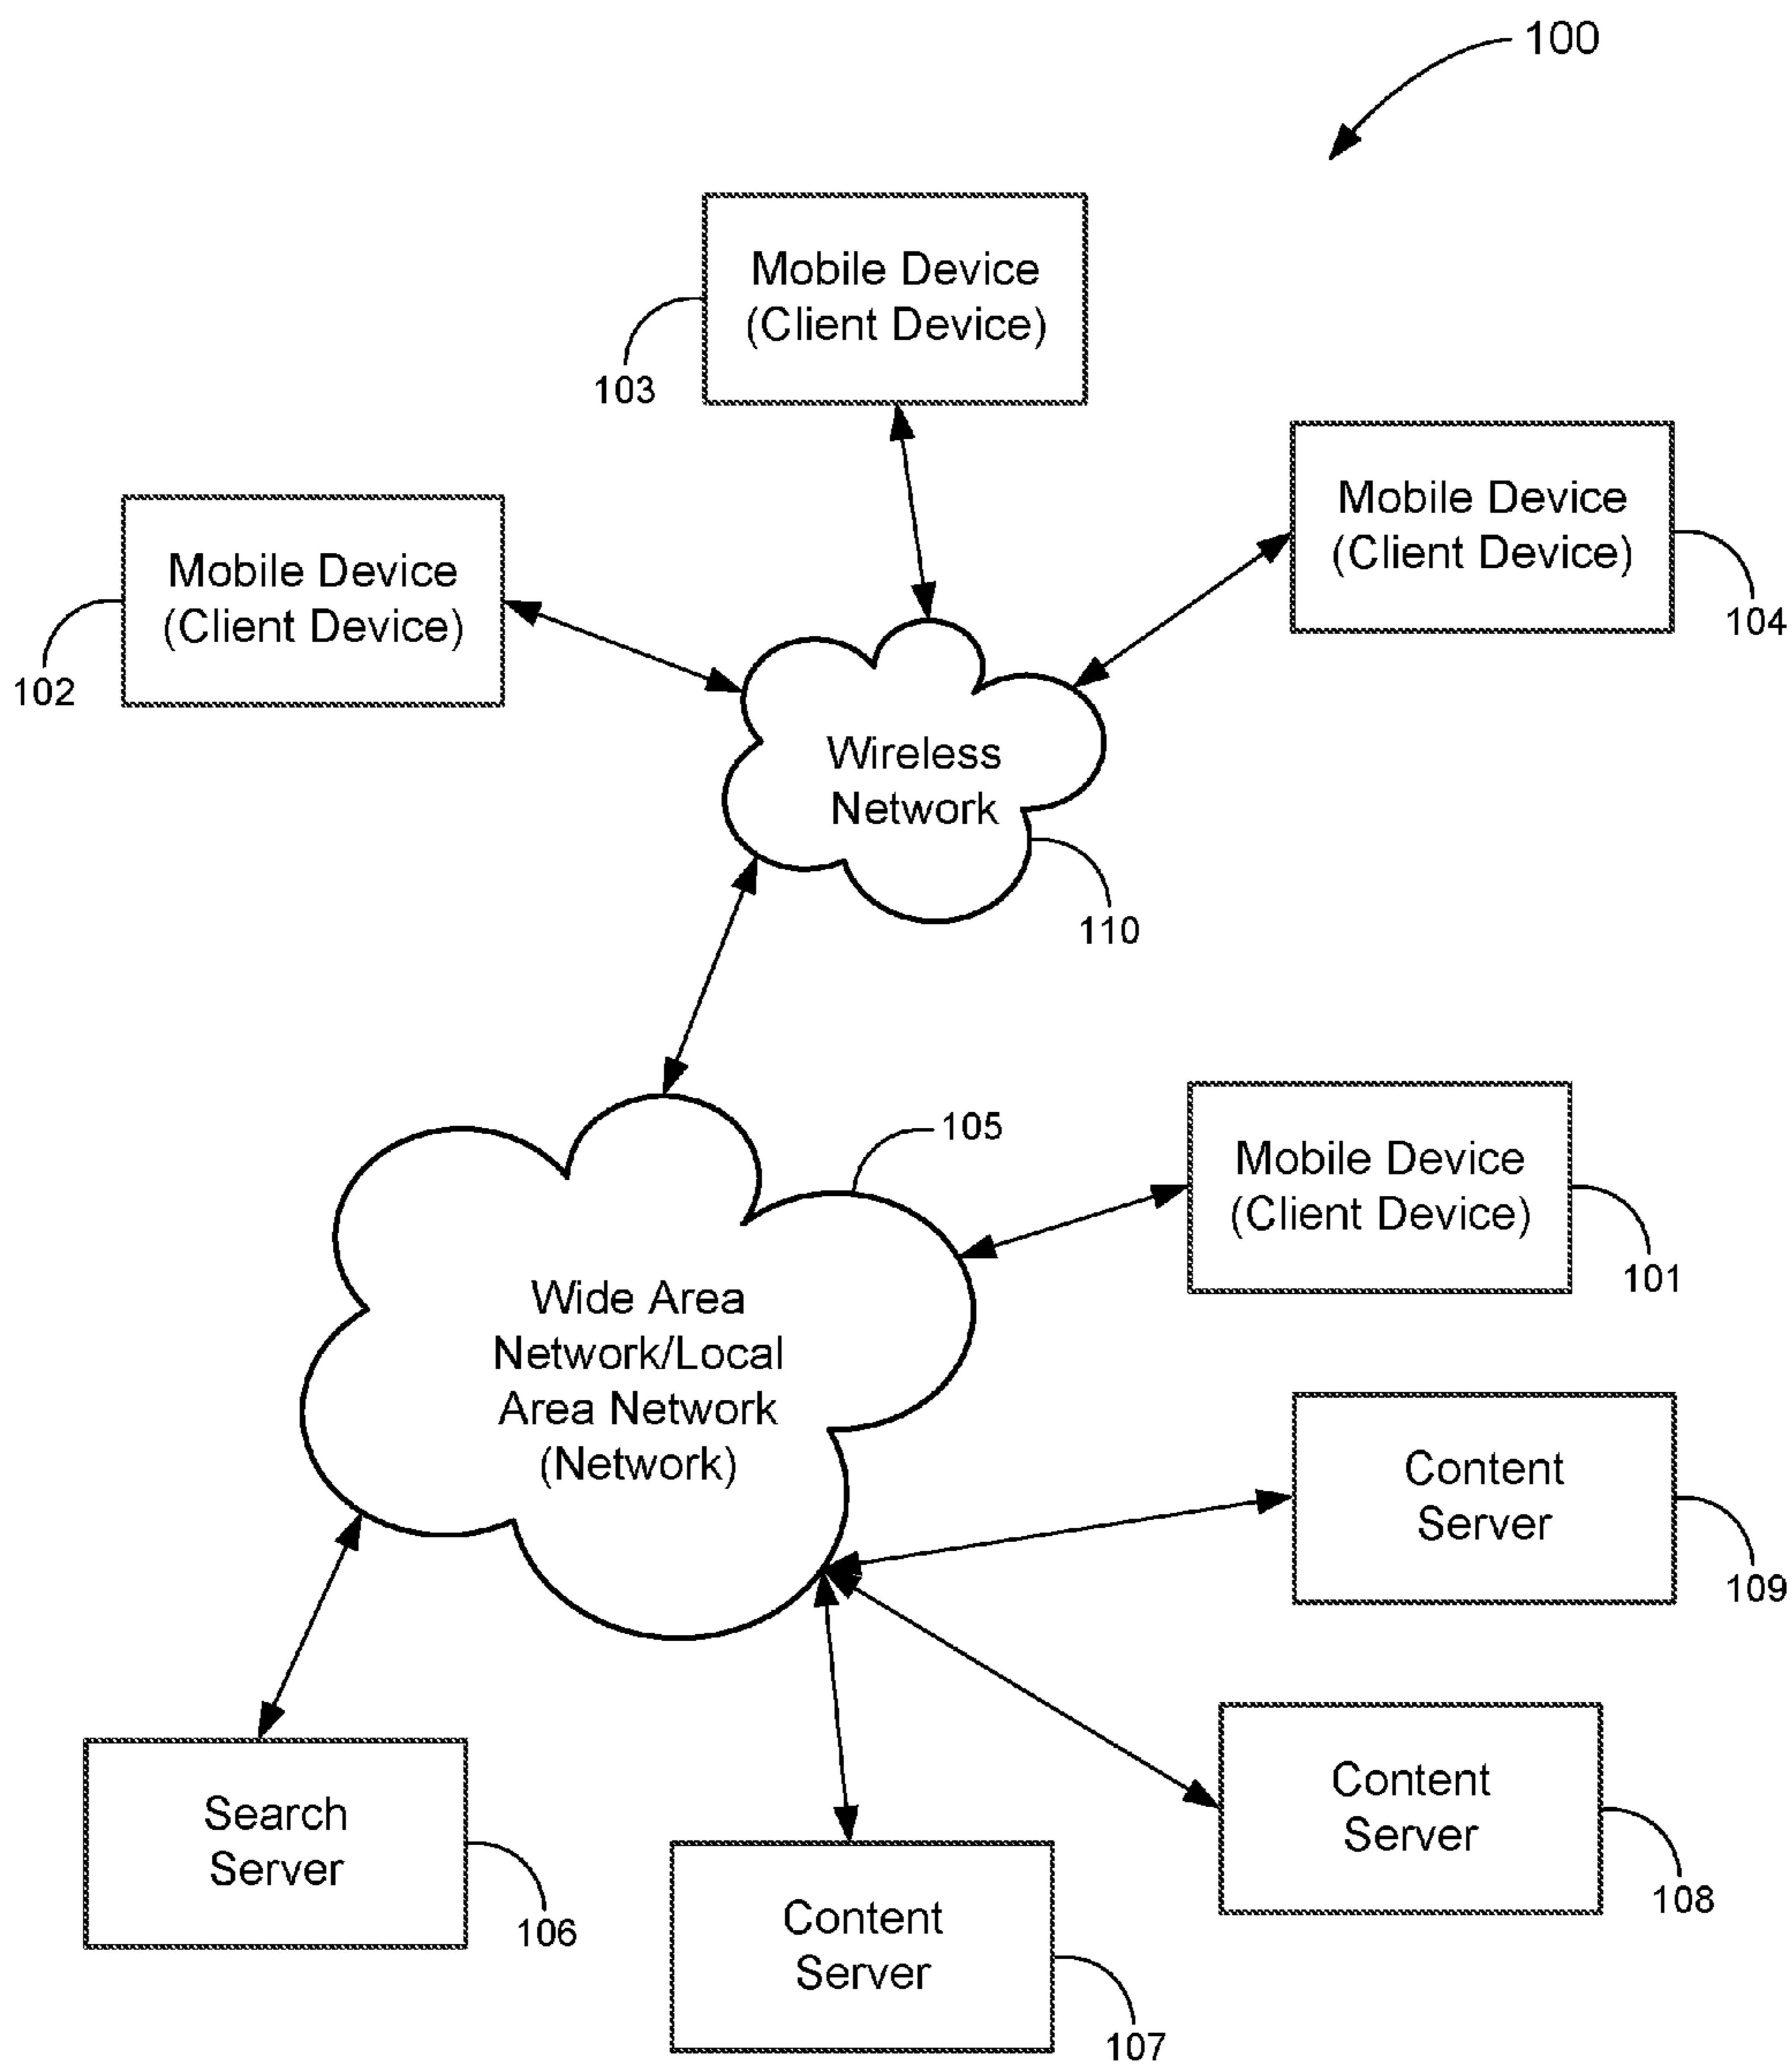 100
Mobile Device
(Client Device)
103
Mobile Device
(Client Device)
104
Mobile Device
(Client Device)
102
Wireless
Network
110
105
Mobile Device
(Client Device)
101
Wide Area
Network/Local
Area Network
(Network)
Content
Server
109
Content
Server
108
Search
Server
106
Content
Server
107